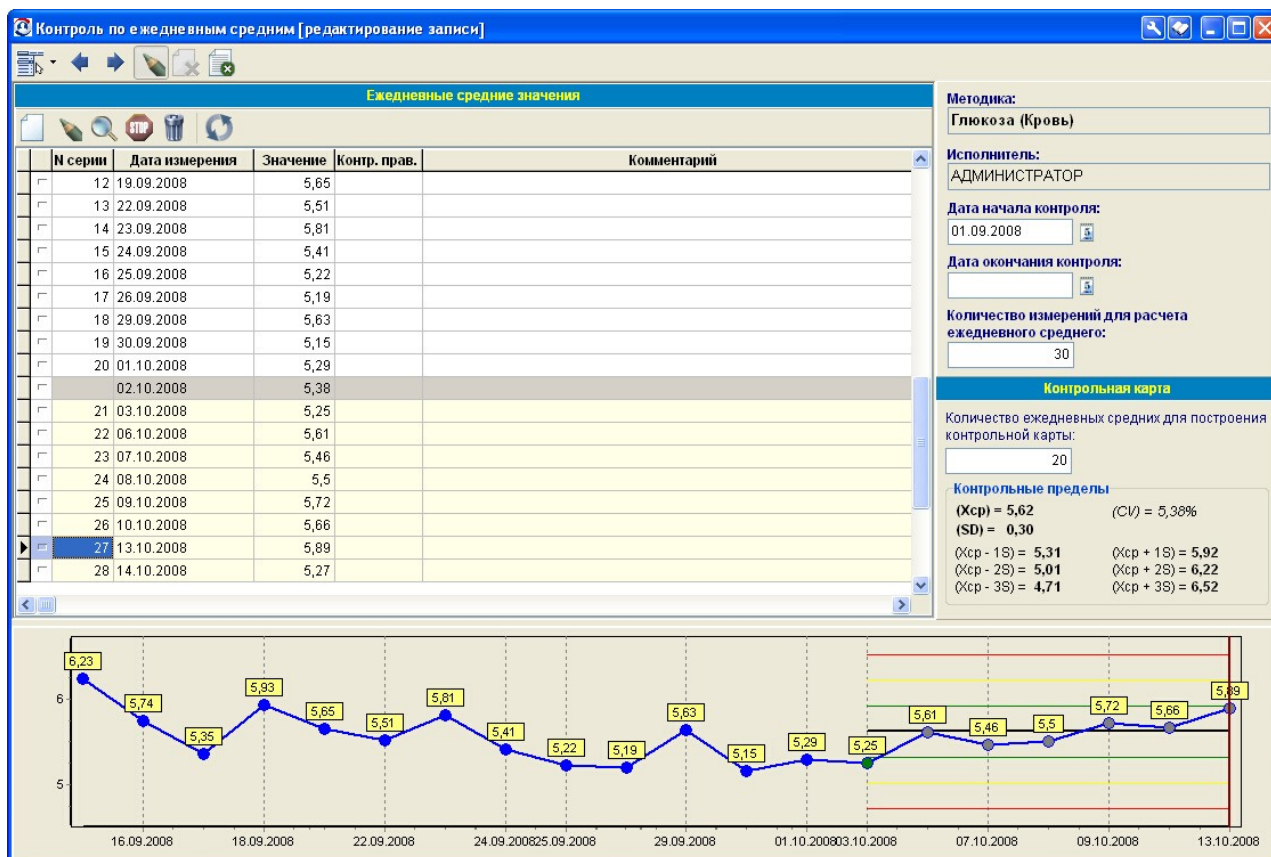 Контроль по ежедневным средним [редактирование записи]
Ежедневные средние значения
STOP
N серии Дата измерения Значение Контр. прав. Комментарий
12 19.09.2008 5,65
13 22.09.2008 5,51
14 23.09.2008 5,81
15 24.09.2008 5,41
16 25.09.2008 5,22
17 26.09.2008 5,19
18 29.09.2008 5,63
19 30.09.2008 5,15
20 01.10.2008 5,29
02.10.2008 5,38
21 03.10.2008 5,25
22 06.10.2008 5,61
23 07.10.2008 5,46
24 08.10.2008 5,5
25 09.10.2008 5,72
26 10.10.2008 5,66
27 13.10.2008 5,89
28 14.10.2008 5,27
Методика:
Глюкоза (Кровь)
Исполнитель:
АДМИНИСТРАТОР
Дата начала контроля:
01.09.2008
Дата окончания контроля:
Количество измерений для расчета
ежедневного среднего:
30
Контрольная карта
Количество ежедневных средних для построения
контрольной карты:
20
Контрольные пределы
(Xср) = 5,62 (CV) = 5,38%
(SD) = 0,30
(Xср - 1S) = 5,31 (Xср + 1S) = 5,92
(Xср - 2S) = 5,01 (Xср + 2S) = 6,22
(Xср - 3S) = 4,71 (Xср + 3S) = 6,52
6,23 5,74 5,35 5,93 5,65 5,51 5,81 5,41 5,22 5,19 5,63 5,15 5,29 5,25 5,61 5,46 5,5 5,72 5,66 5,89
6
5
16.09.2008 18.09.2008 22.09.2008 24.09.2008 25.09.2008 29.09.2008 01.10.2008 03.10.2008 07.10.2008 09.10.2008 13.10.2008